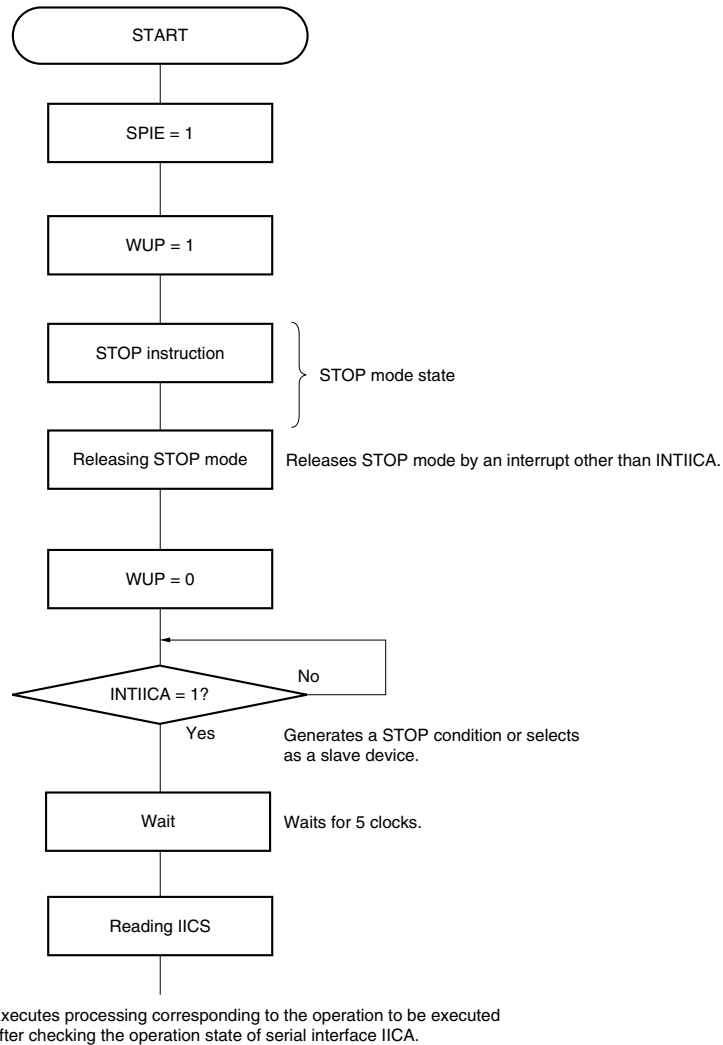 START
SPIE = 1
WUP = 1
STOP instruction
STOP mode state
Releasing STOP mode
Releases STOP mode by an interrupt other than INTIICA.
WUP = 0
No
INTIICA = 1?
Yes
Generates a STOP condition or selects
as a slave device.
Wait
Waits for 5 clocks.
Reading IICS
xecutes processing corresponding to the operation to be executed
fter checking the operation state of serial interface IICA.